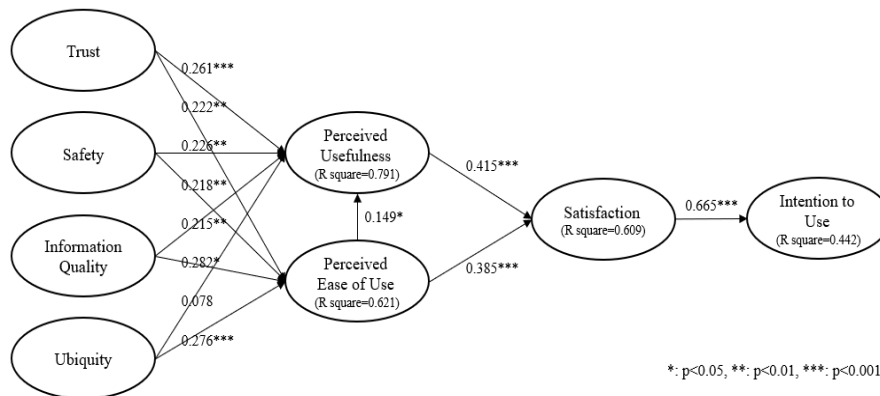 Trust
Safety
Information
Quality
Ubiquity
0.261***
0.222**
0.226**
0.218**
0.215**
0.282*
0.078
0.276***
Perceived
Usefulness
(R square=0.791)
0.149*
Perceived
Ease of Use
(R square=0.621)
0.415***
0.385***
Satisfaction
(R square=0.609)
0.665***
Intention to
Use
(R square=0.442)
*: p<0.05, **: p<0.01, ***: p<0.001